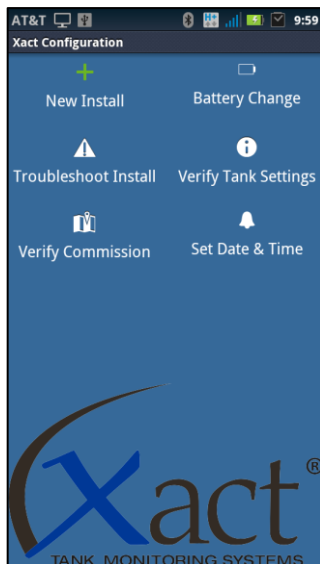 AT&T 9:59
Xact Configuration
New Install Battery Change
Troubleshoot Install Verify Tank Settings
Verify Commission Set Date & Time
Xact®
TANK MONITORING SYSTEMS